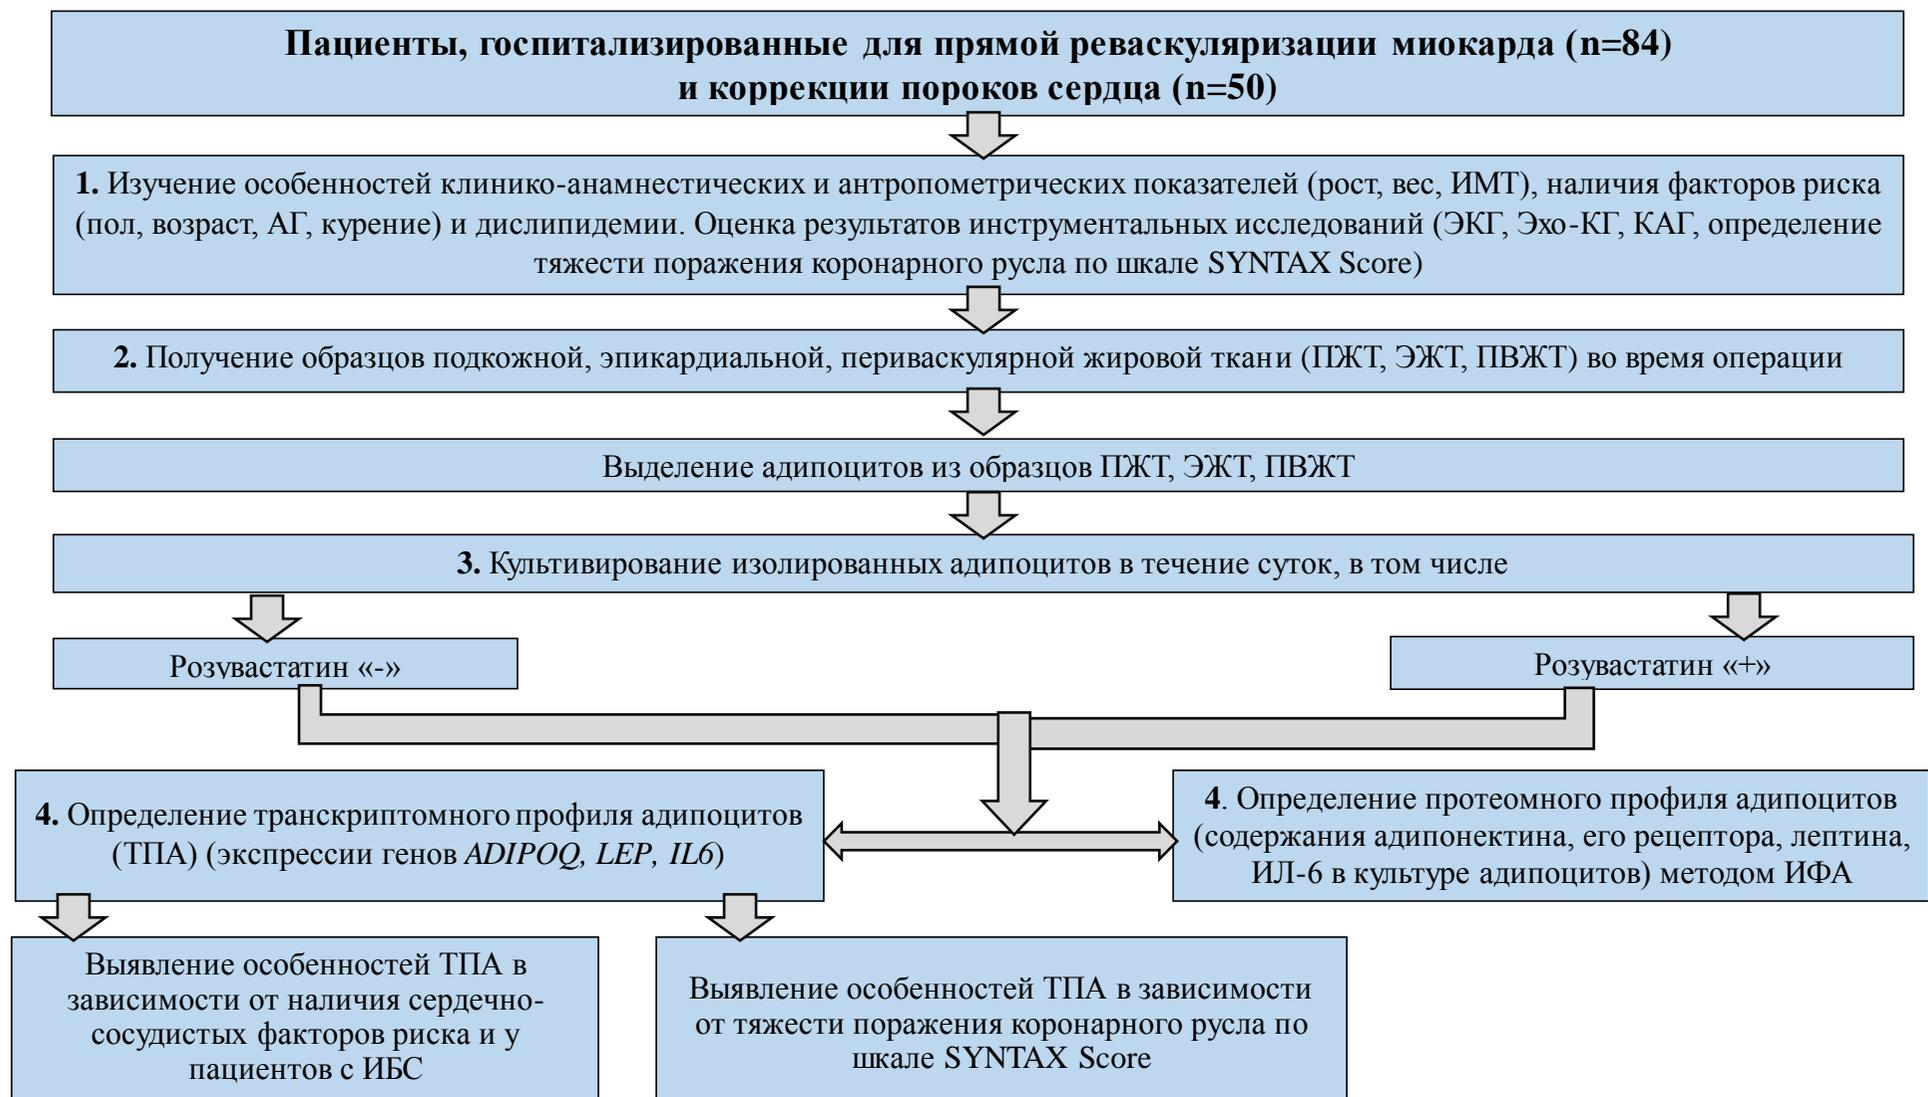 Пациенты, госпитализированные для прямой реваскуляризации миокарда (n=84)
и коррекции пороков сердца (n=50)
1. Изучение особенностей клинико-анамнестических и антропометрических показателей (рост, вес, ИМТ), наличия факторов риска
(пол, возраст, АГ, курение) и дислипидемии. Оценка результатов инструментальных исследований (ЭКГ, Эхо-КГ, КАГ, определение
тяжести поражения коронарного русла по шкале SYNTAX Score)
2. Получение образцов подкожной, эпикардиальной, периваскулярной жировой ткани (ПЖТ, ЭЖТ, ПВЖТ) во время операции
Выделение адипоцитов из образцов ПЖТ, ЭЖТ, ПВЖТ
3. Культивирование изолированных адипоцитов в течение суток, в том числе
Розувастатин «-»
Розувастатин «+»
4. Определение транскриптомного профиля адипоцитов
(ТПА) (экспрессии генов ADIPOQ, LEP, IL6)
4. Определение протеомного профиля адипоцитов
(содержания адипонектина, его рецептора, лептина,
ИЛ-6 в культуре адипоцитов) методом ИФА
Выявление особенностей ТПА в
зависимости от наличия сердечно-
сосудистых факторов риска и у
пациентов с ИБС
Выявление особенностей ТПА в зависимости
от тяжести поражения коронарного русла по
шкале SYNTAX Score